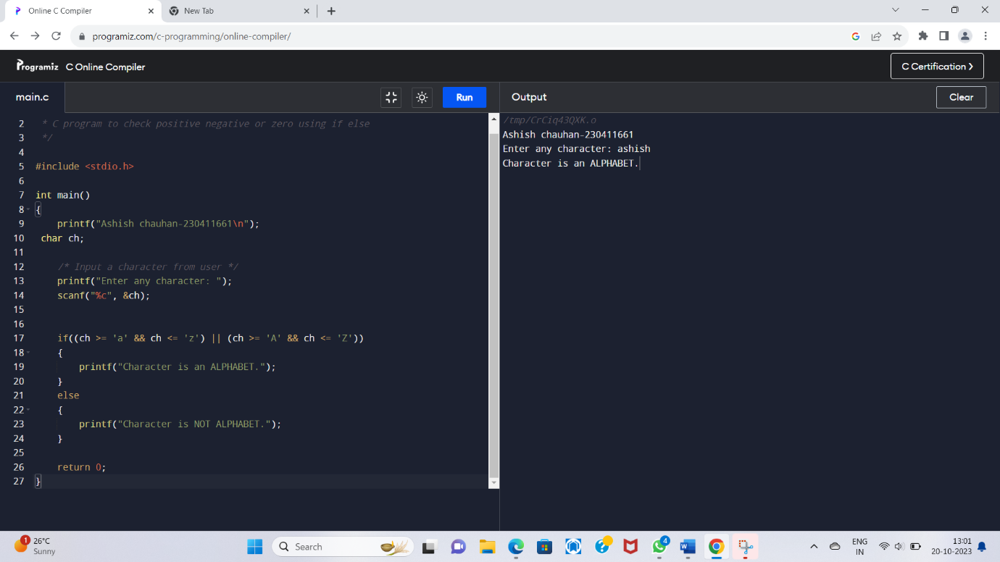 Online C Compiler
New Tab
programiz.com/c-programming/online-compiler/
Programiz C Online Compiler
C Certification >
main.c
Run
Output
Clear
2 * C program to check positive negative or zero using if else
3 */
4
5 #include <stdio.h>
6
7 int main()
8 {
9 printf("Ashish chauhan-230411661\n");
10 char ch;
11
12 /* Input a character from user */
13 printf("Enter any character: ");
14 scanf("%c", &ch);
15
16
17 if((ch >= 'a' && ch <= 'z') || (ch >= 'A' && ch <= 'Z'))
18 {
19 printf("Character is an ALPHABET.");
20 }
21 else
22 {
23 printf("Character is NOT ALPHABET.");
24 }
25
26 return 0;
27 }
/tmp/CrCiq43QXK.o
Ashish chauhan-230411661
Enter any character: ashish
Character is an ALPHABET.
1
26°C
Sunny
Search
4
W
ENG
IN
13:01
20-10-2023